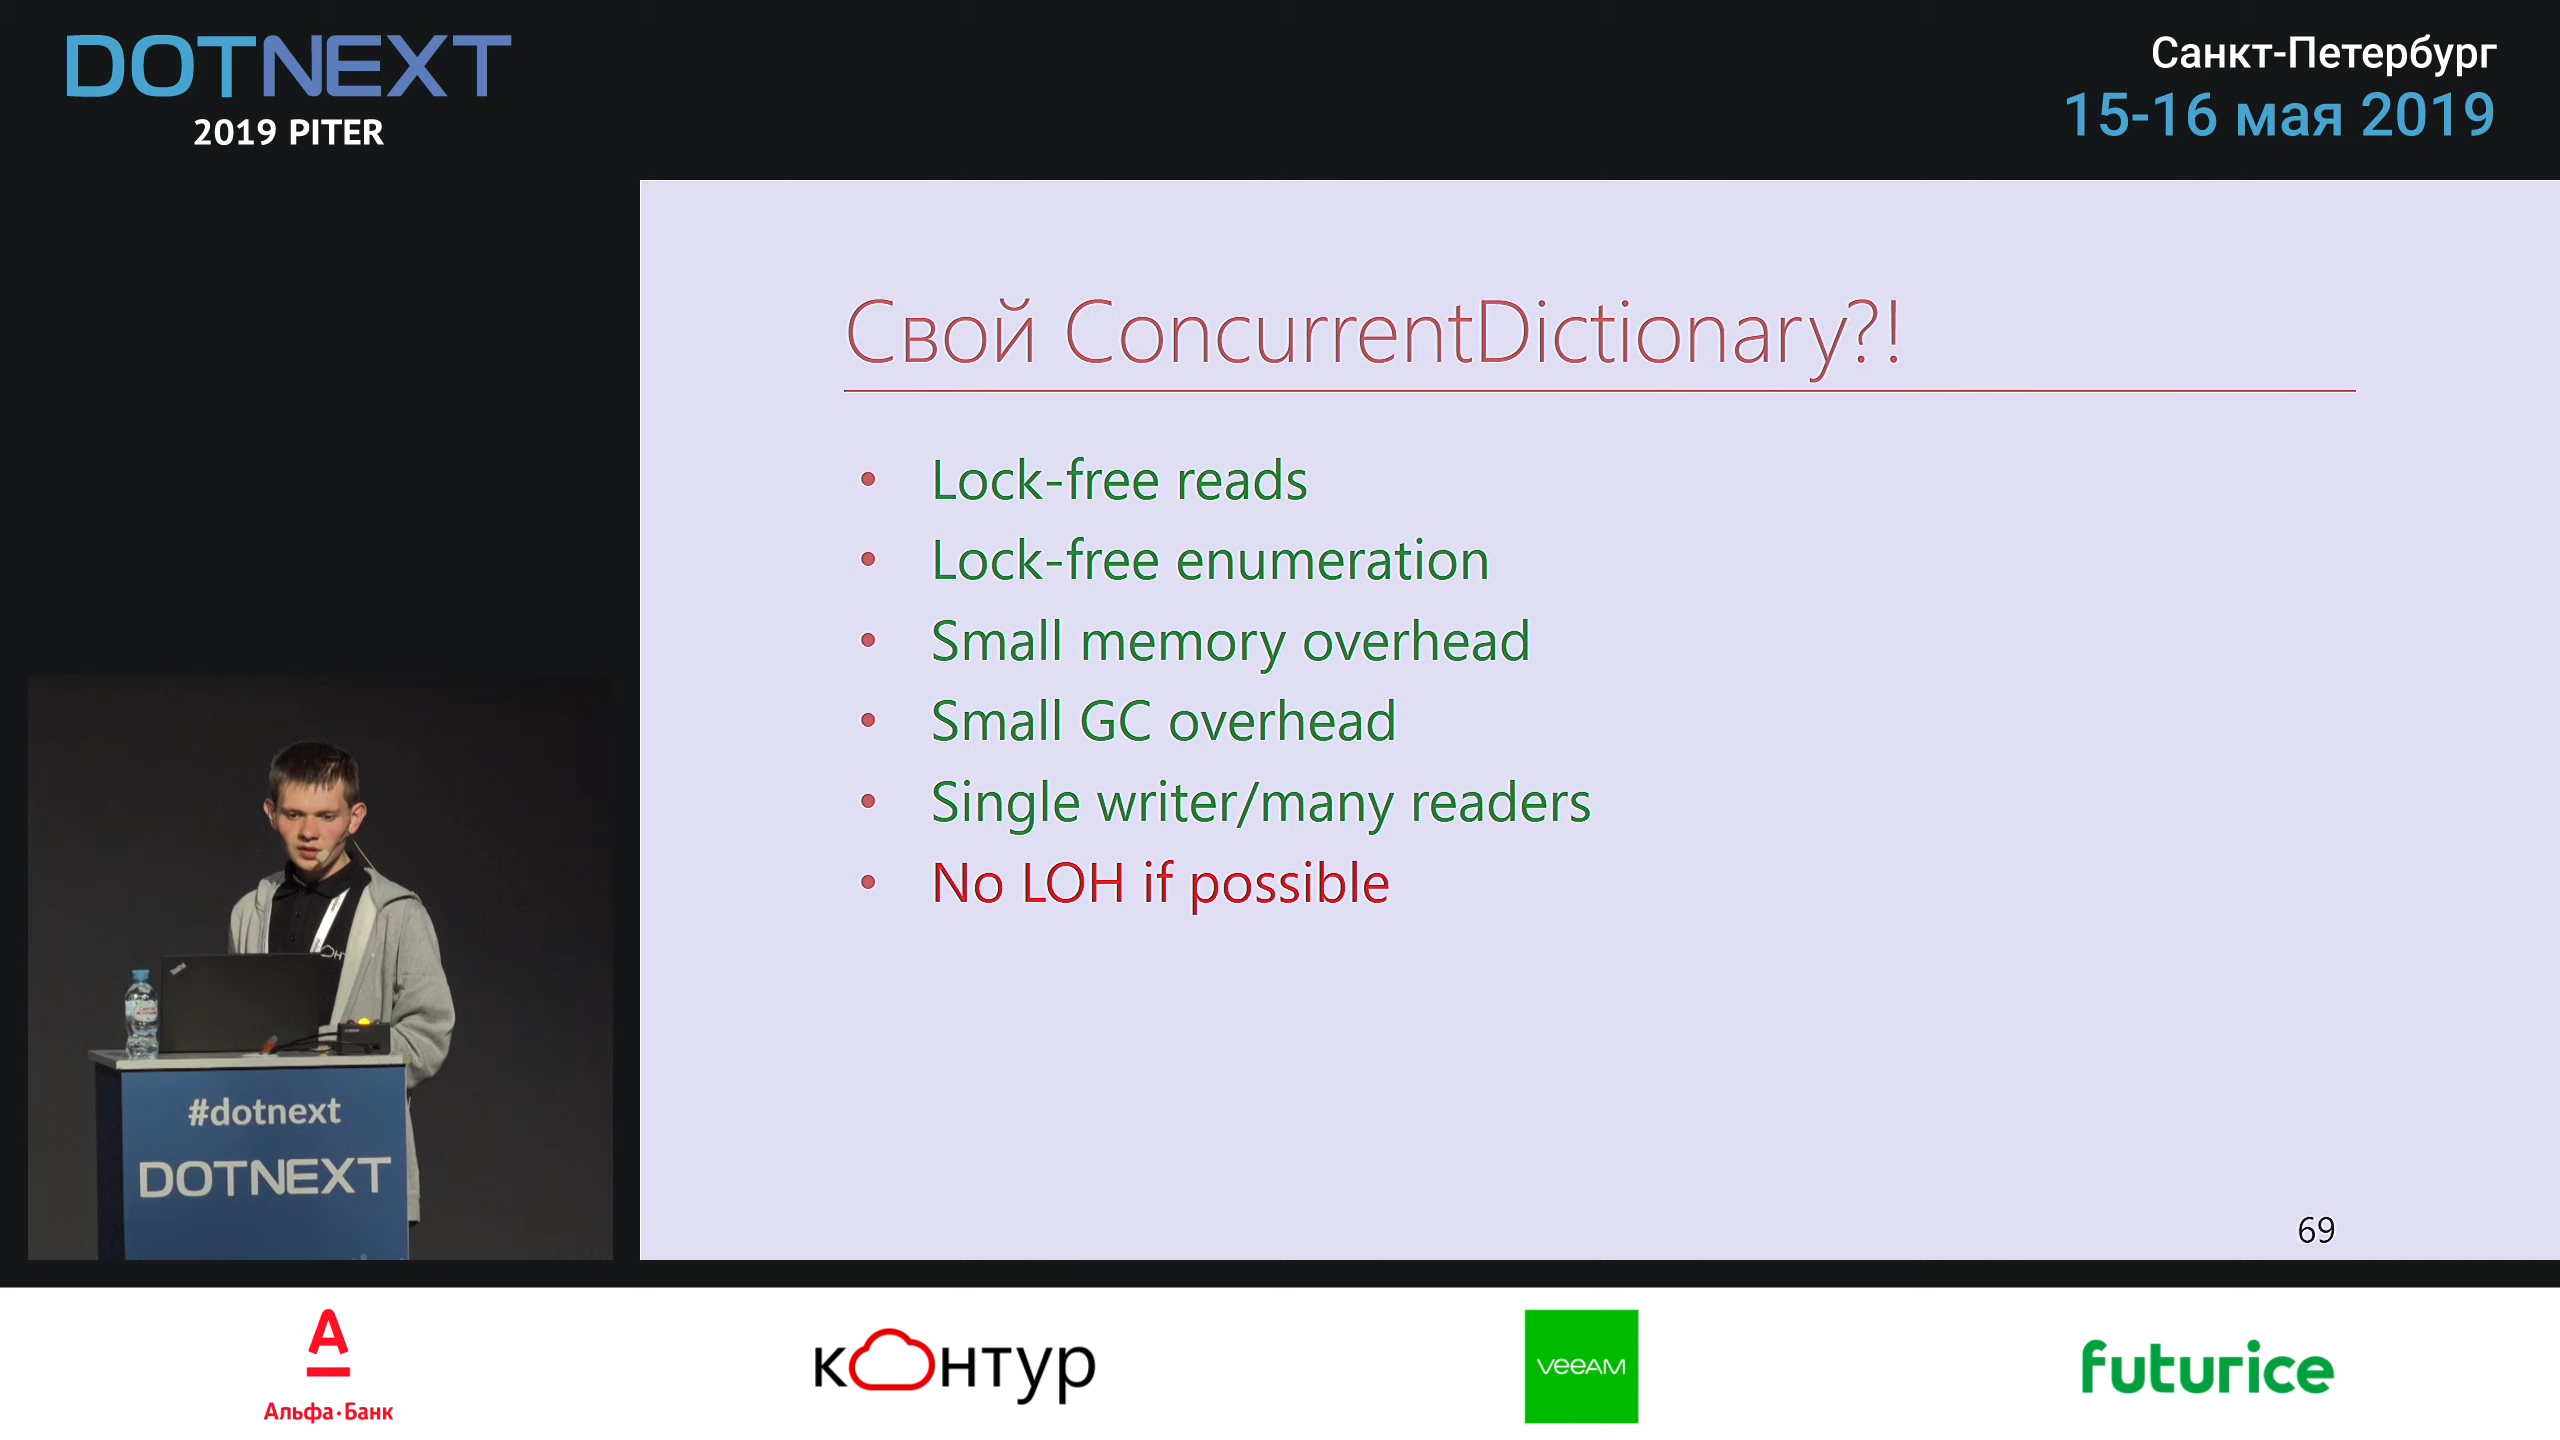 DOTNEXT
2019 PITER
Санкт-Петербург
15-16 мая 2019
Свой ConcurrentDictionary?!
• Lock-free reads
• Lock-free enumeration
• Small memory overhead
• Small GC overhead
• Single writer/many readers
• No LOH if possible
69
#dotnext
DOTNEXT
Альфа·Банк
контур
veeAM
futurice